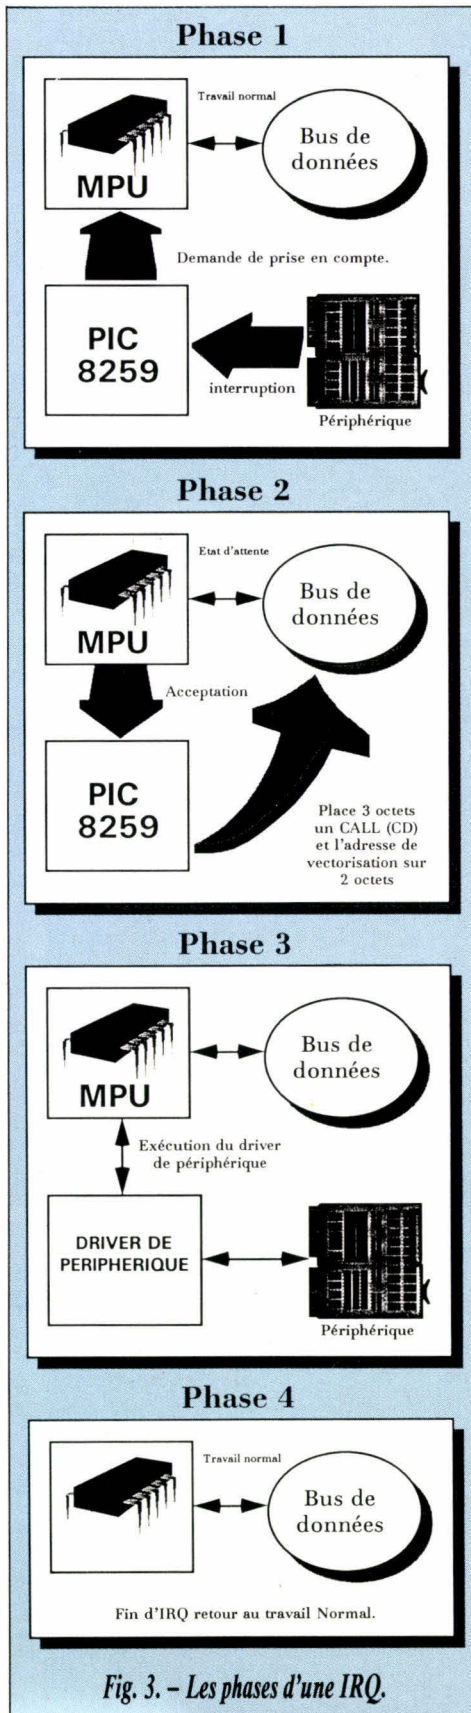 Phase 1
Travail normal
Bus de
données
MPU
Demande de prise en compte.
PIC
8259
interruption
Périphérique
Phase 2
Etat d'attente
Bus de
données
MPU
Acceptation
PIC
8259
Place 3 octets
un CALL (CD)
et l'adresse de
vectorisation sur
2 octets
Phase 3
Bus de
données
MPU
Exécution du driver
de périphérique
DRIVER DE
PERIPHERIQUE
Périphérique
Phase 4
Travail normal
Bus de
données
Fin d'IRQ retour au travail Normal.
Fig. 3. – Les phases d'une IRQ.